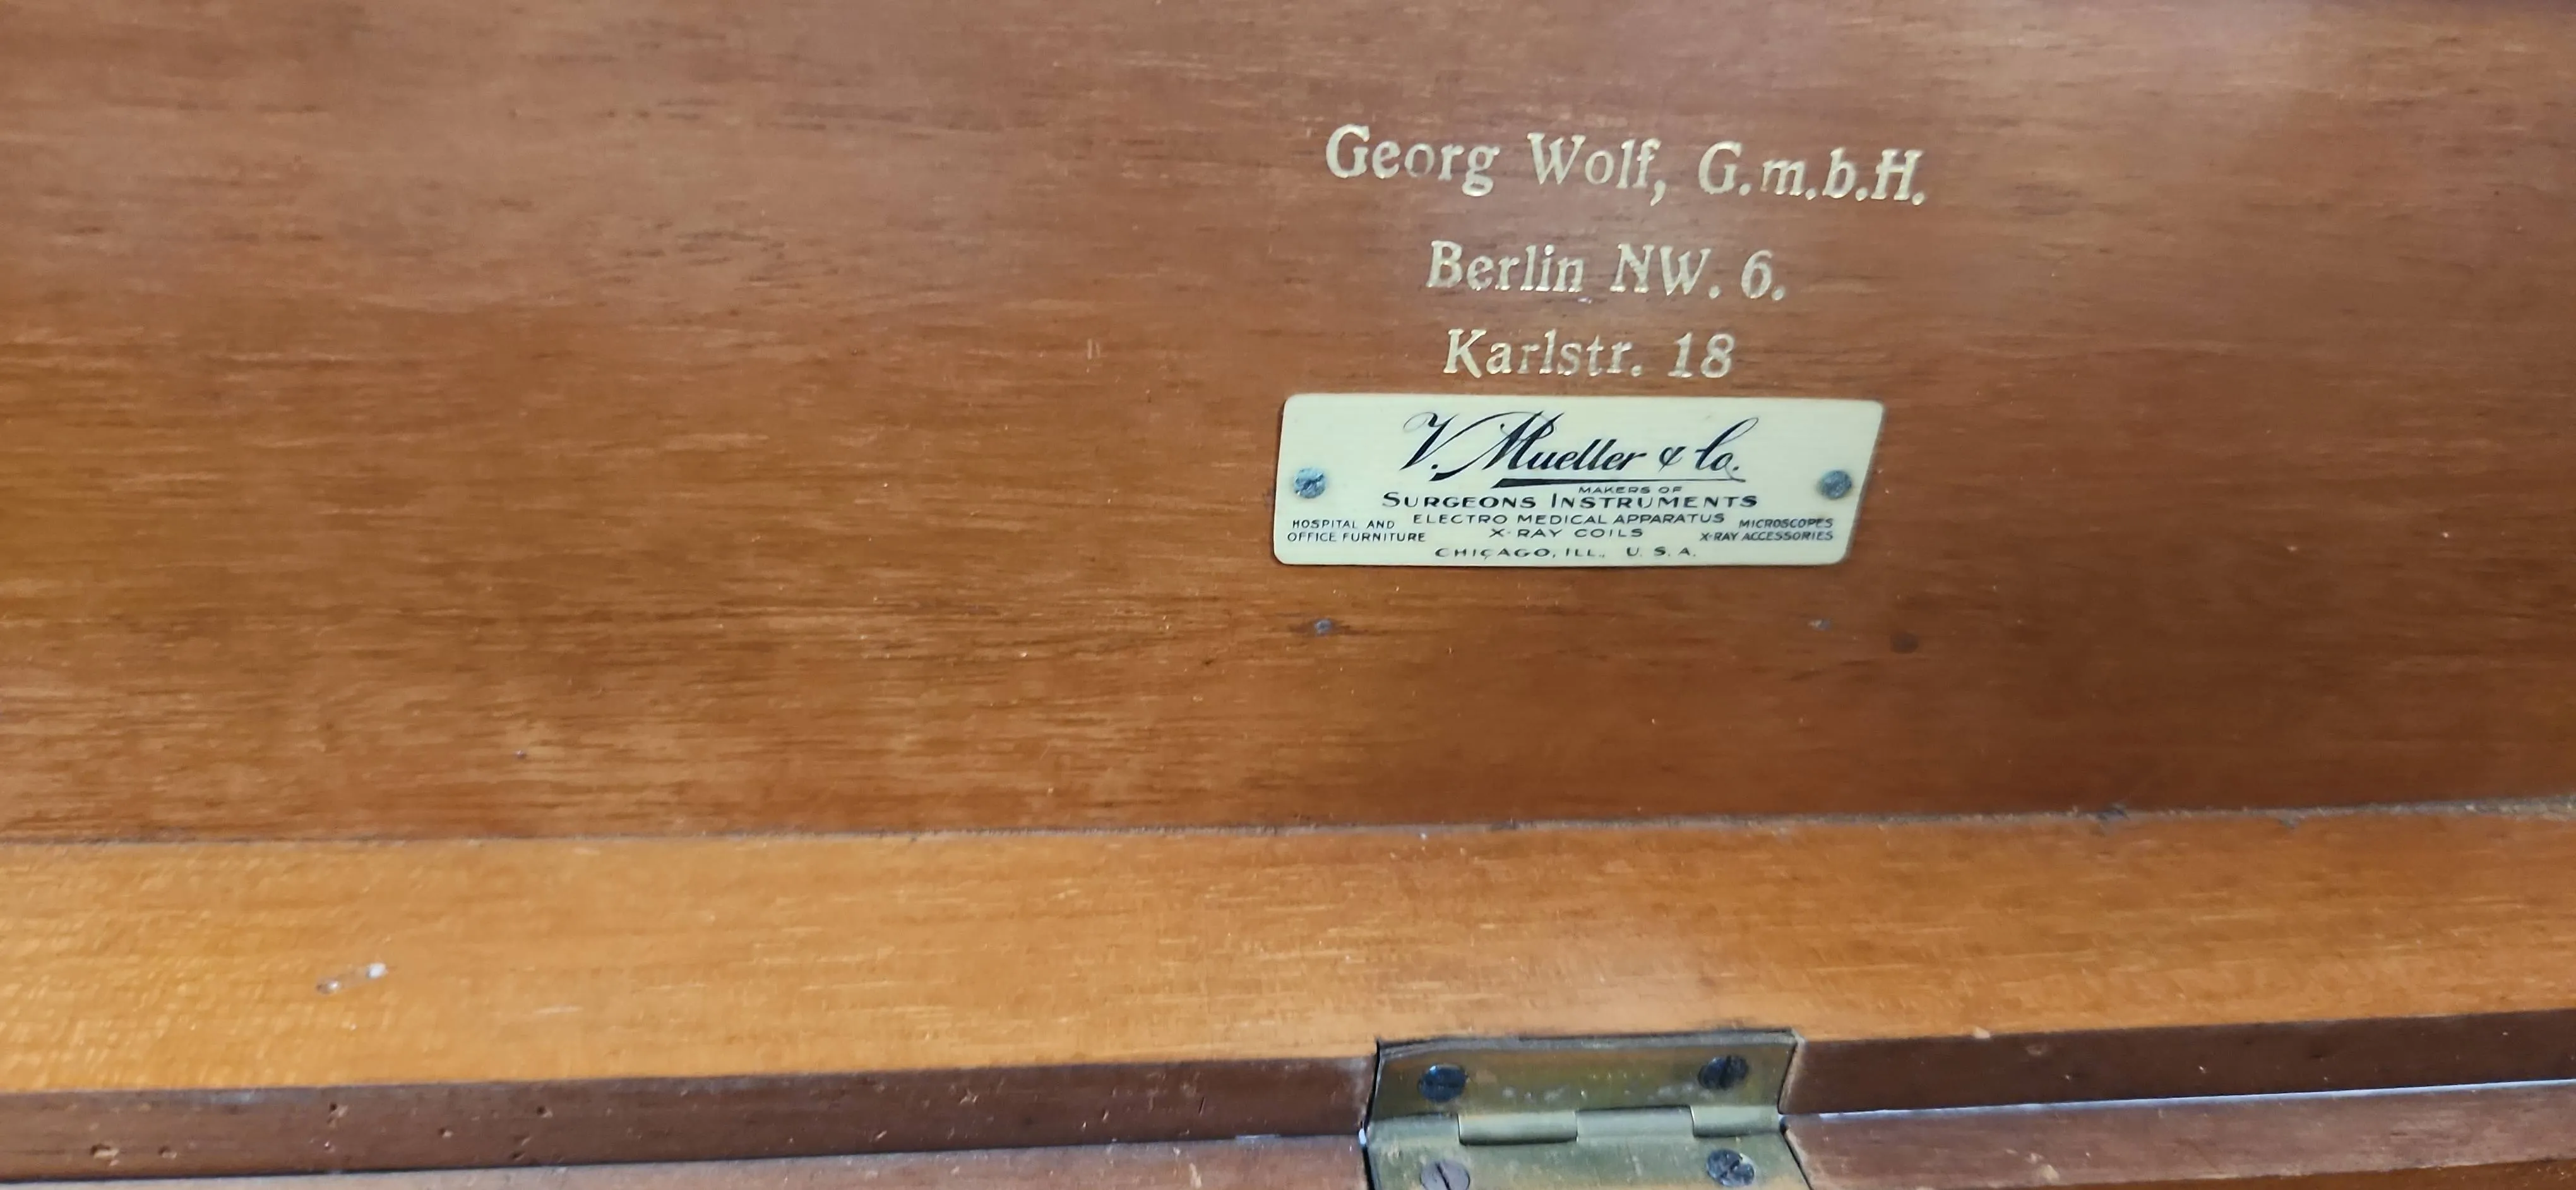 Georg Wolf, G.m.b.H.
Berlin NW. 6.
Karlstr. 18
V. Mueller & Co.
MAKERS OF
SURGEONS INSTRUMENTS
HOSPITAL AND ELECTRO MEDICAL APPARATUS MICROSCOPES
OFFICE FURNITURE X-RAY COILS X-RAY ACCESSORIES
CHICAGO, ILL., U.S.A.